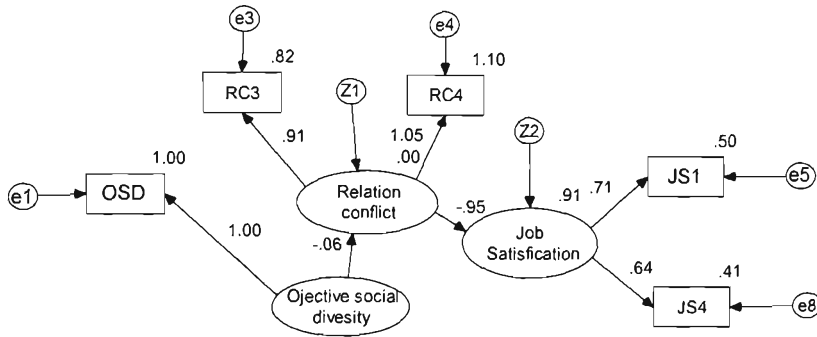 e3
e4
.82
1.10
RC3
Z1
RC4
Z2
.91
1.05
.50
1.00
.00
e1
OSD
Relation
conflict
.91
.71
JS1
e5
-.95
1.00
-.06
Job
Satisfication
.64
.41
Ojective social
divesity
JS4
e8